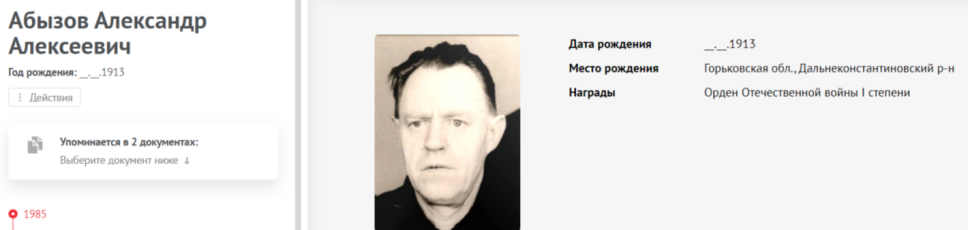 Абызов Александр
Алексеевич
Год рождения: __.__.1913
Действия
Упоминается в 2 документах:
Выберите документ ниже ↓
1985
Дата рождения __.__.1913
Место рождения Горьковская обл., Дальнеконстантиновский р-н
Награды Орден Отечественной войны I степени